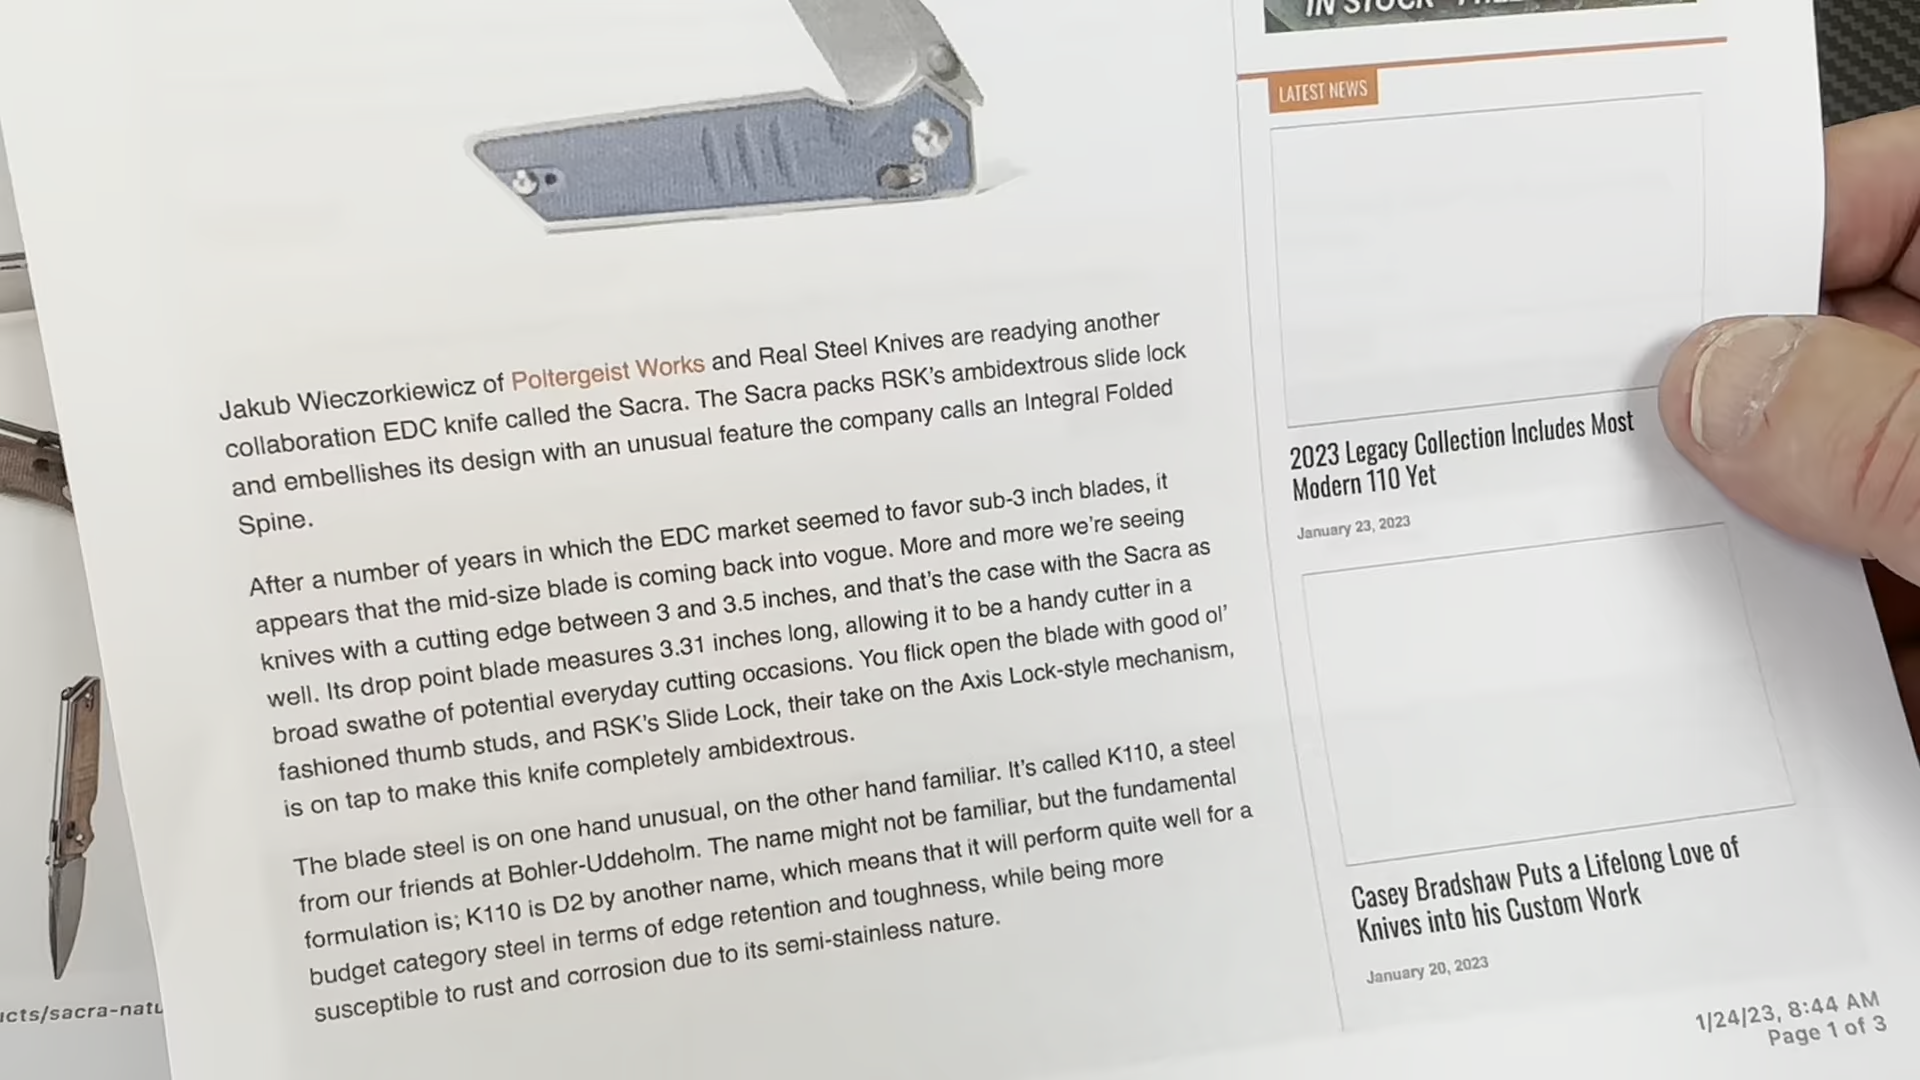 IN STOCK
LATEST NEWS
Jakub Wieczorkiewicz of Poltergeist Works and Real Steel Knives are readying another
collaboration EDC knife called the Sacra. The Sacra packs RSK's ambidextrous slide lock
and embellishes its design with an unusual feature the company calls an Integral Folded
Spine.
After a number of years in which the EDC market seemed to favor sub-3 inch blades, it
appears that the mid-size blade is coming back into vogue. More and more we're seeing
knives with a cutting edge between 3 and 3.5 inches, and that's the case with the Sacra as
well. Its drop point blade measures 3.31 inches long, allowing it to be a handy cutter in a
broad swathe of potential everyday cutting occasions. You flick open the blade with good ol'
fashioned thumb studs, and RSK's Slide Lock, their take on the Axis Lock-style mechanism,
is on tap to make this knife completely ambidextrous.
The blade steel is on one hand unusual, on the other hand familiar. It's called K110, a steel
from our friends at Bohler-Uddeholm. The name might not be familiar, but the fundamental
formulation is; K110 is D2 by another name, which means that it will perform quite well for a
budget category steel in terms of edge retention and toughness, while being more
susceptible to rust and corrosion due to its semi-stainless nature.
2023 Legacy Collection Includes Most
Modern 110 Yet
January 23, 2023
Casey Bradshaw Puts a Lifelong Love of
Knives into his Custom Work
January 20, 2023
1/24/23, 8:44 AM
Page 1 of 3
ucts/sacra-natu